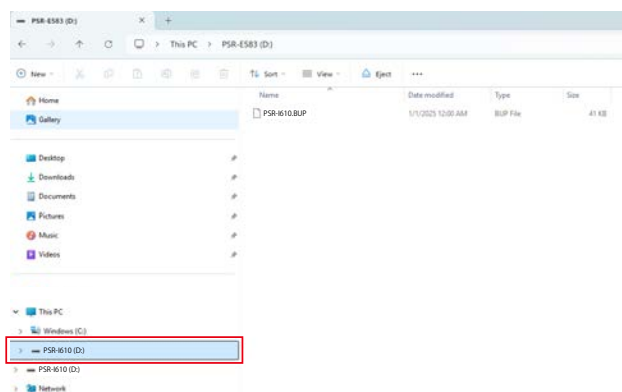 PSR-E583 (D:)
This PC > PSR-E583 (D:)
New
Sort
View
Eject
Name
Date modified
Type
Size
PSR-I610.BUP
1/1/2025 12:00 AM
BUP File
41 KB
Home
Gallery
Desktop
Downloads
Documents
Pictures
Music
Videos
This PC
Windows (C:)
PSR-I610 (D:)
PSR-I610 (D:)
Network